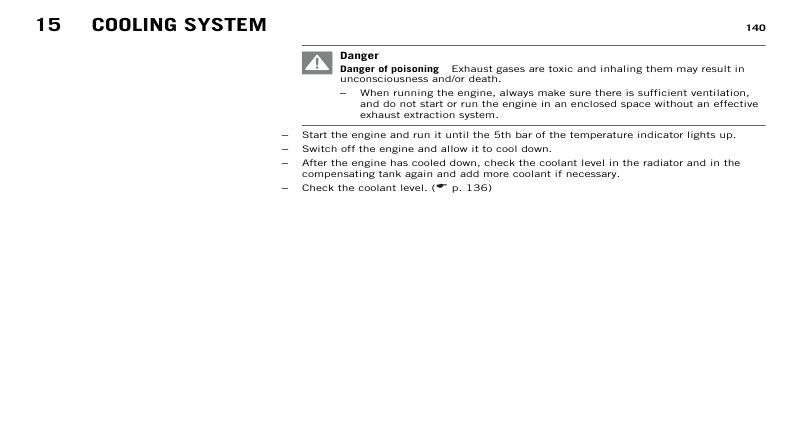 15 COOLING SYSTEM 140
Danger
Danger of poisoning Exhaust gases are toxic and inhaling them may result in
unconsciousness and/or death.
– When running the engine, always make sure there is sufficient ventilation,
and do not start or run the engine in an enclosed space without an effective
exhaust extraction system.
– Start the engine and run it until the 5th bar of the temperature indicator lights up.
– Switch off the engine and allow it to cool down.
– After the engine has cooled down, check the coolant level in the radiator and in the
compensating tank again and add more coolant if necessary.
– Check the coolant level. (☛ p. 136)